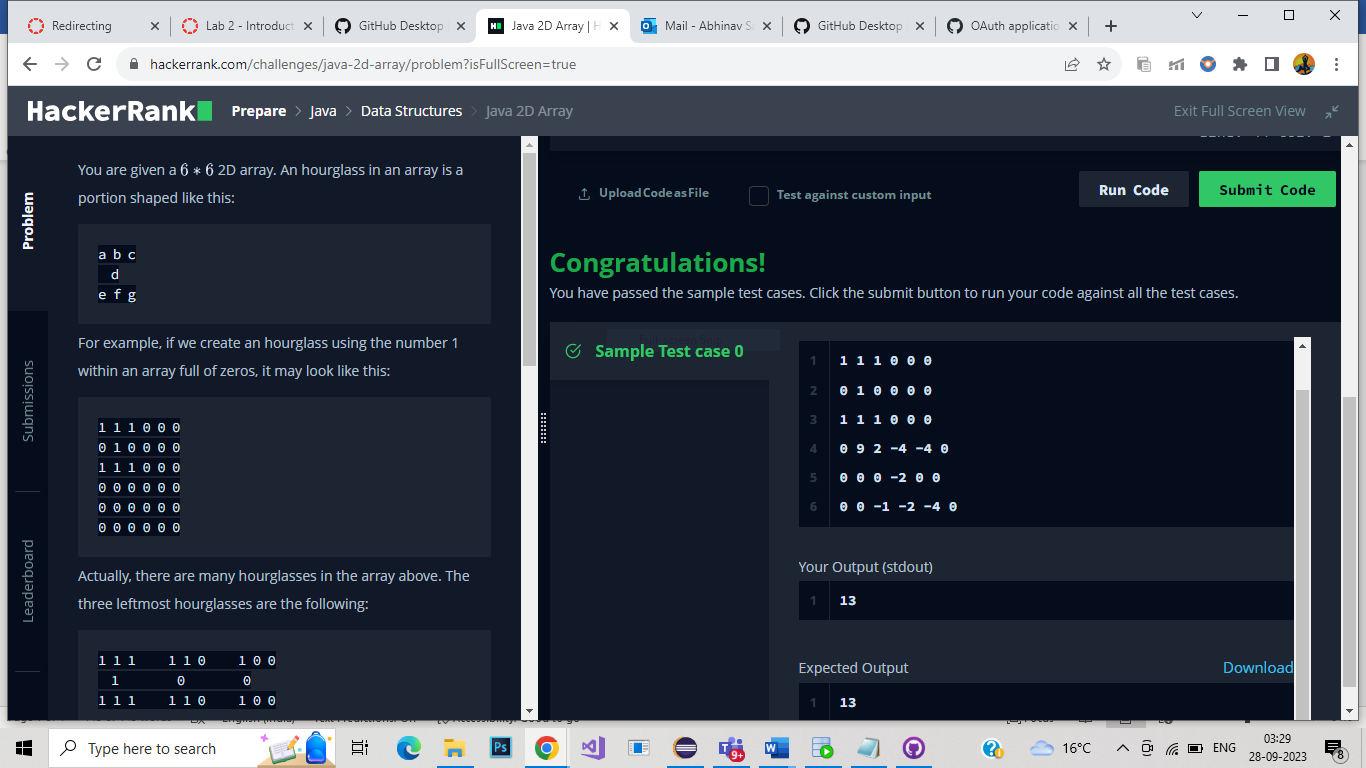 Redirecting
Lab 2 - Introduct
GitHub Desktop
Java 2D Array | H
Mail - Abhinav S
GitHub Desktop
OAuth applicatio
hackerrank.com/challenges/java-2d-array/problem?isFullScreen=true
HackerRank
Prepare > Java > Data Structures > Java 2D Array
Exit Full Screen View
Problem
Submissions
Leaderboard
You are given a 6 * 6 2D array. An hourglass in an array is a
portion shaped like this:
a b c
d
e f g
For example, if we create an hourglass using the number 1
within an array full of zeros, it may look like this:
1 1 1 0 0 0
0 1 0 0 0 0
1 1 1 0 0 0
0 0 0 0 0 0
0 0 0 0 0 0
0 0 0 0 0 0
Actually, there are many hourglasses in the array above. The
three leftmost hourglasses are the following:
1 1 1 1 1 0 1 0 0
1 0 0
1 1 1 1 1 0 1 0 0
Upload Code as File
Test against custom input
Run Code
Submit Code
Congratulations!
You have passed the sample test cases. Click the submit button to run your code against all the test cases.
Sample Test case 0
1 1 1 1 0 0 0
2 0 1 0 0 0 0
3 1 1 1 0 0 0
4 0 9 2 -4 -4 0
5 0 0 0 -2 0 0
6 0 0 -1 -2 -4 0
Your Output (stdout)
1 13
Expected Output
Download
1 13
Type here to search
Ps
9+
W
16°C
ENG
03:29
28-09-2023
8